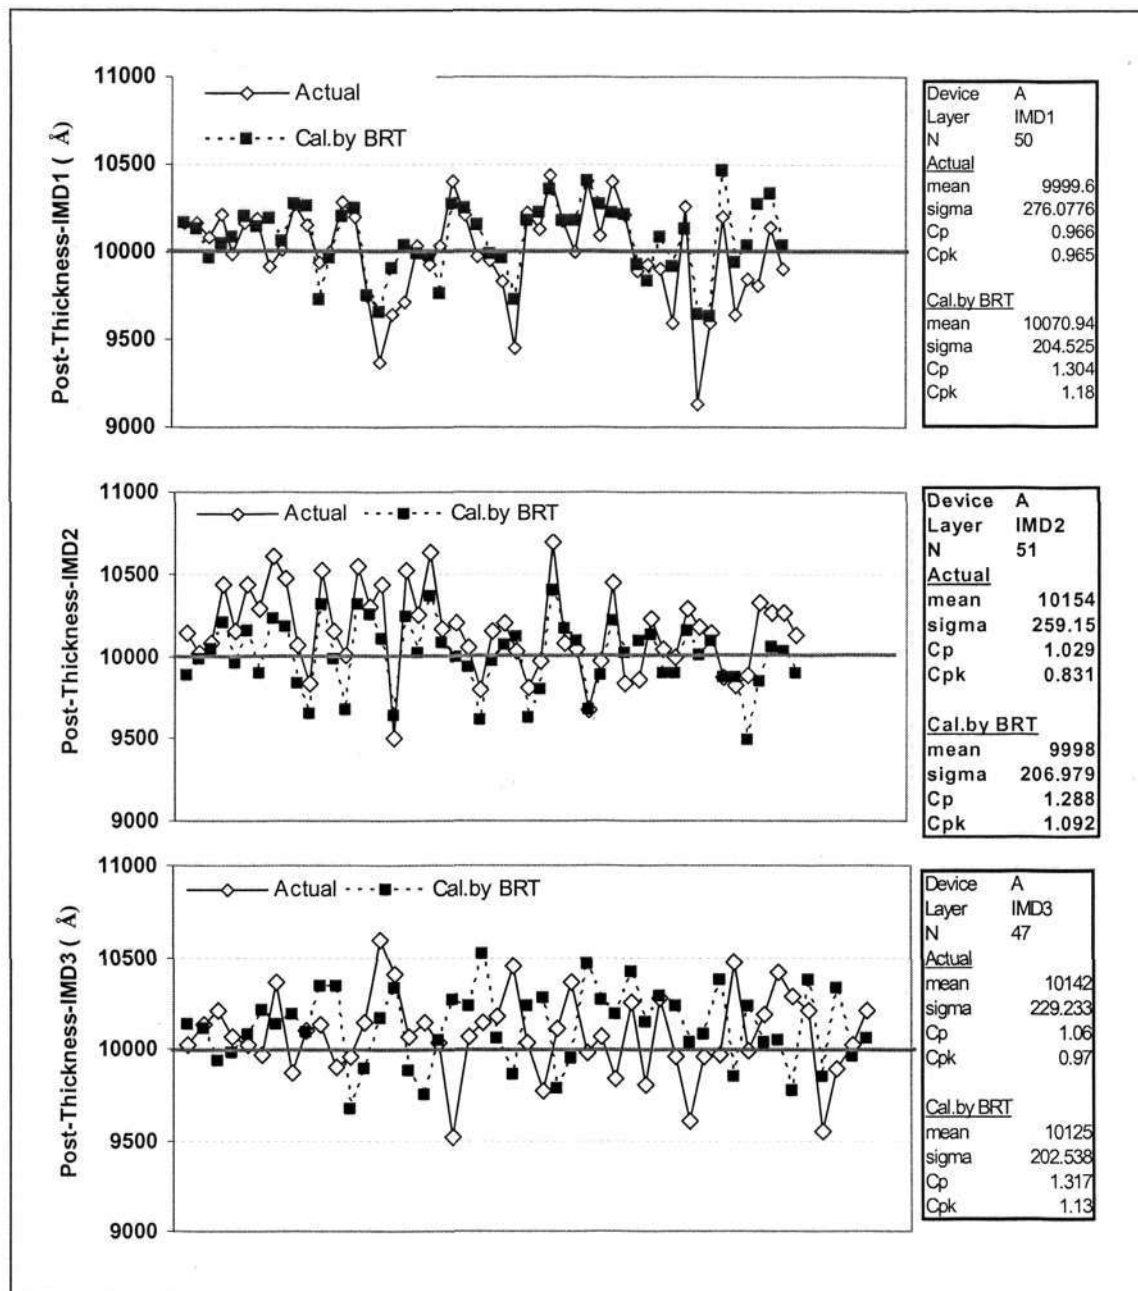 Post-Thickness-IMD1 ( Å)
11000
10500
10000
9500
9000
Actual
Cal.by BRT
Device A
Layer IMD1
N 50
Actual
mean 9999.6
sigma 276.0776
Cp 0.966
Cpk 0.965
Cal.by BRT
mean 10070.94
sigma 204.525
Cp 1.304
Cpk 1.18
Post-Thickness-IMD2
11000
10500
10000
9500
9000
Actual Cal.by BRT
Device A
Layer IMD2
N 51
Actual
mean 10154
sigma 259.15
Cp 1.029
Cpk 0.831
Cal.by BRT
mean 9998
sigma 206.979
Cp 1.288
Cpk 1.092
Post-Thickness-IMD3 ( Å)
11000
10500
10000
9500
9000
Actual Cal.by BRT
Device A
Layer IMD3
N 47
Actual
mean 10142
sigma 229.233
Cp 1.06
Cpk 0.97
Cal.by BRT
mean 10125
sigma 202.538
Cp 1.317
Cpk 1.13